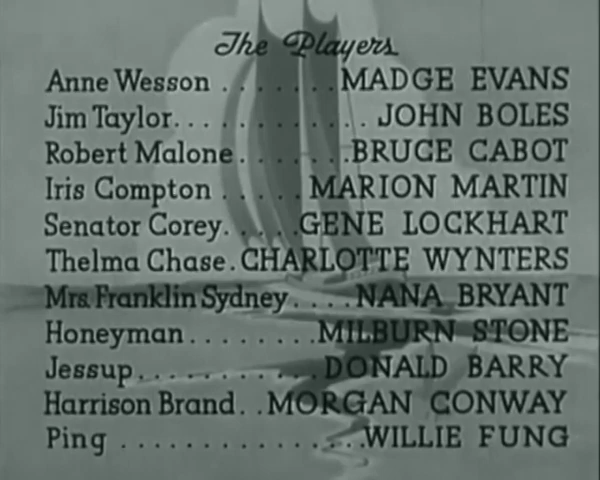 The Players
Anne Wesson . . . . . . . MADGE EVANS
Jim Taylor. . . . . . . . . . . JOHN BOLES
Robert Malone . . . . . . . BRUCE CABOT
Iris Compton . . . . . MARION MARTIN
Senator Corey. . . . . GENE LOCKHART
Thelma Chase . CHARLOTTE WYNTERS
Mrs. Franklin Sydney . . . . NANA BRYANT
Honeyman . . . . . . . . MILBURN STONE
Jessup . . . . . . . . . . . DONALD BARRY
Harrison Brand . . MORGAN CONWAY
Ping . . . . . . . . . . . . . . . WILLIE FUNG